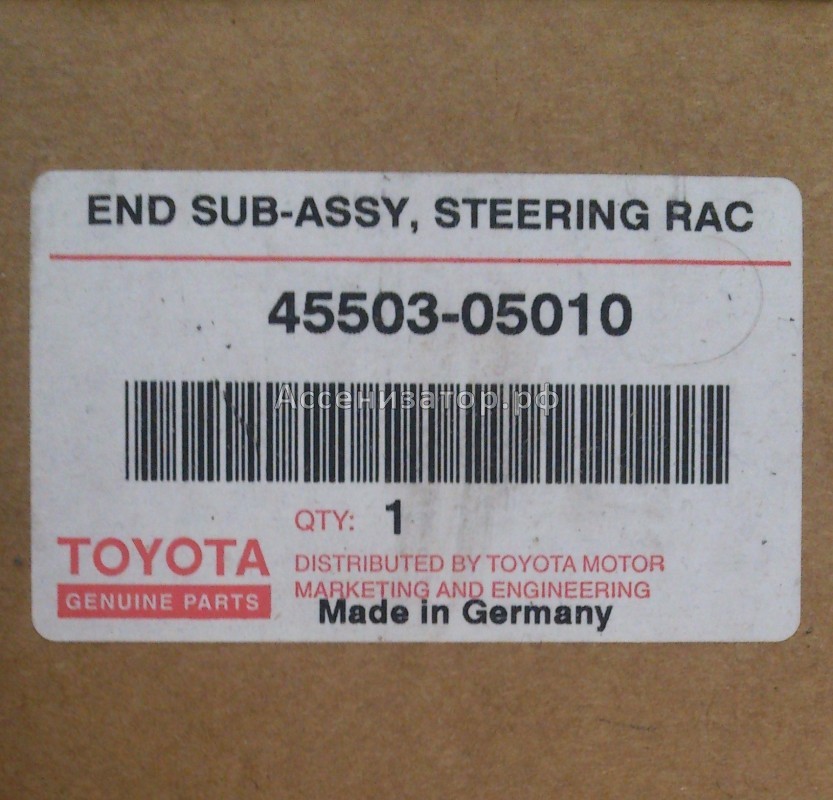 END SUB-ASSY, STEERING RAC
45503-05010
Ассенизатор.рф
QTY: 1
TOYOTA
GENUINE PARTS
DISTRIBUTED BY TOYOTA MOTOR
MARKETING AND ENGINEERING
Made in Germany